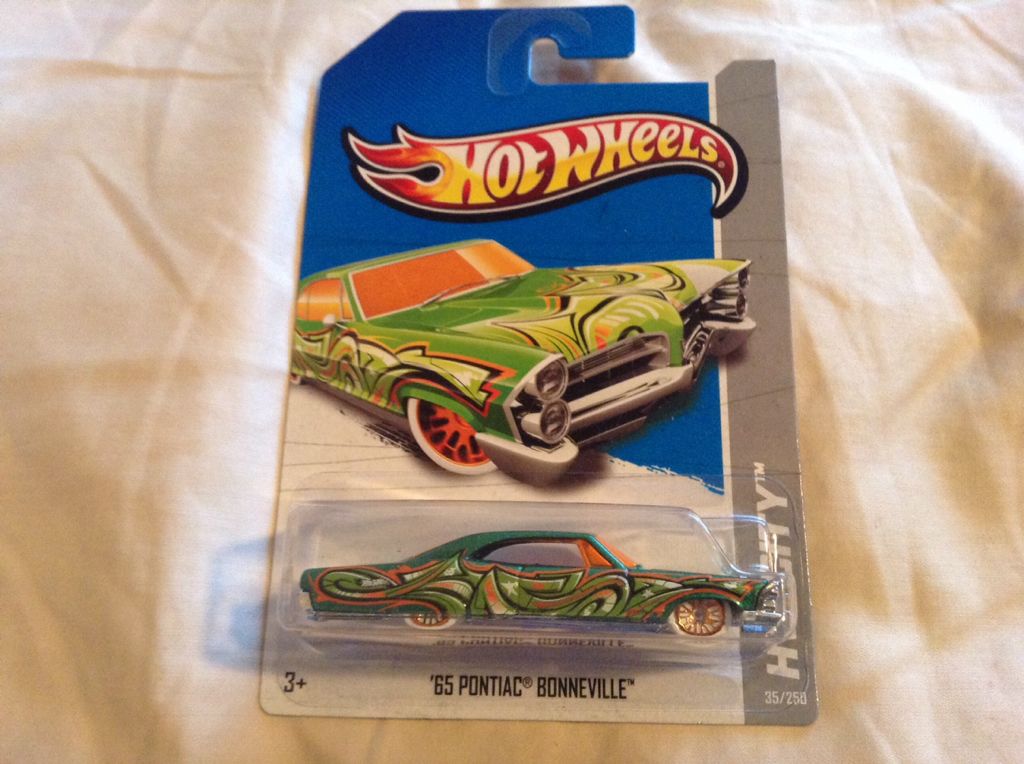 HOT WHEELS®
3+
'65 PONTIAC® BONNEVILLE™
35/250